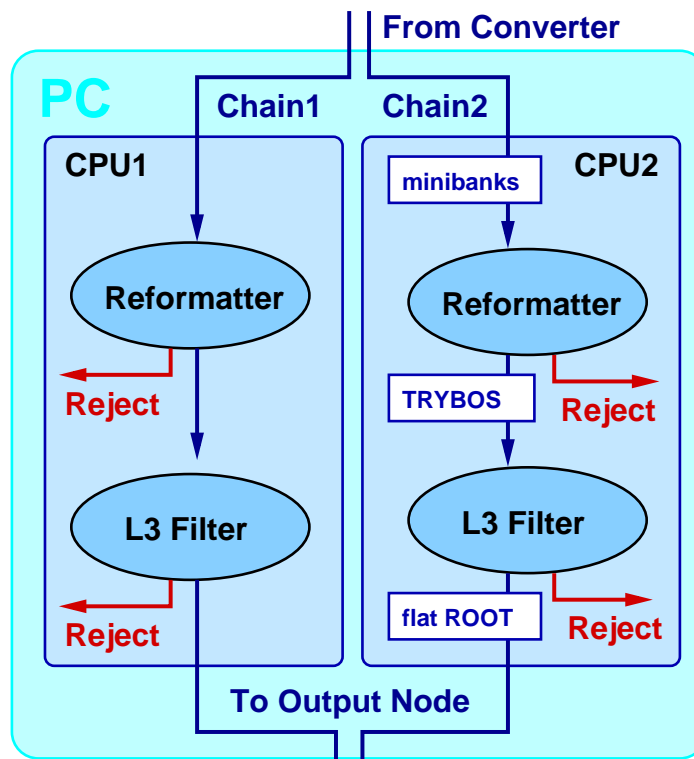 From Converter
PC
Chain1
Chain2
CPU1
CPU2
minibanks
Reformatter
Reformatter
Reject
TRYBOS
Reject
L3 Filter
L3 Filter
Reject
flat ROOT
Reject
To Output Node